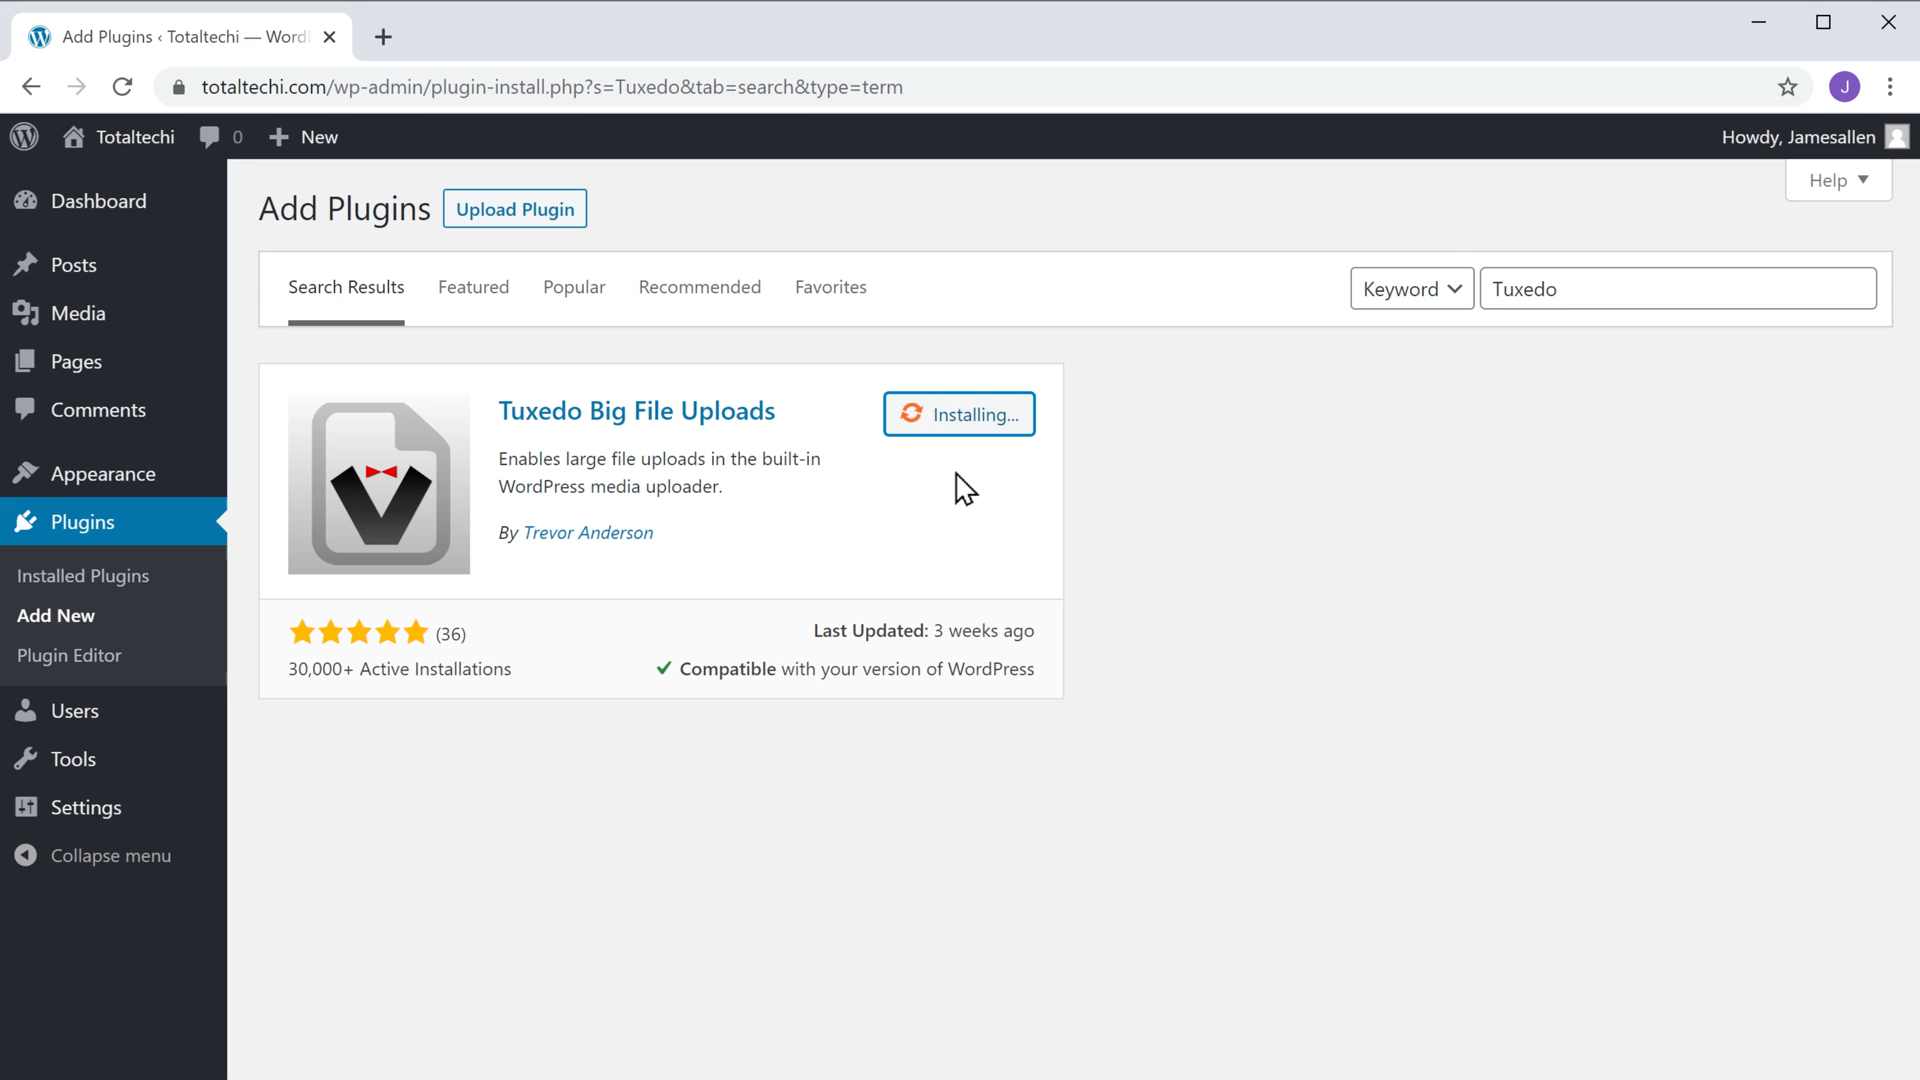 Add Plugins ‹ Totaltechi — Word
totaltechi.com/wp-admin/plugin-install.php?s=Tuxedo&tab=search&type=term
J
Totaltechi
0
New
Howdy, Jamesallen
Dashboard
Posts
Media
Pages
Comments
Appearance
Plugins
Installed Plugins
Add New
Plugin Editor
Users
Tools
Settings
Collapse menu
Help
Add Plugins
Upload Plugin
Search Results
Featured
Popular
Recommended
Favorites
Keyword
Tuxedo
Tuxedo Big File Uploads
Installing...
Enables large file uploads in the built-in
WordPress media uploader.
By Trevor Anderson
(36)
Last Updated: 3 weeks ago
30,000+ Active Installations
Compatible with your version of WordPress